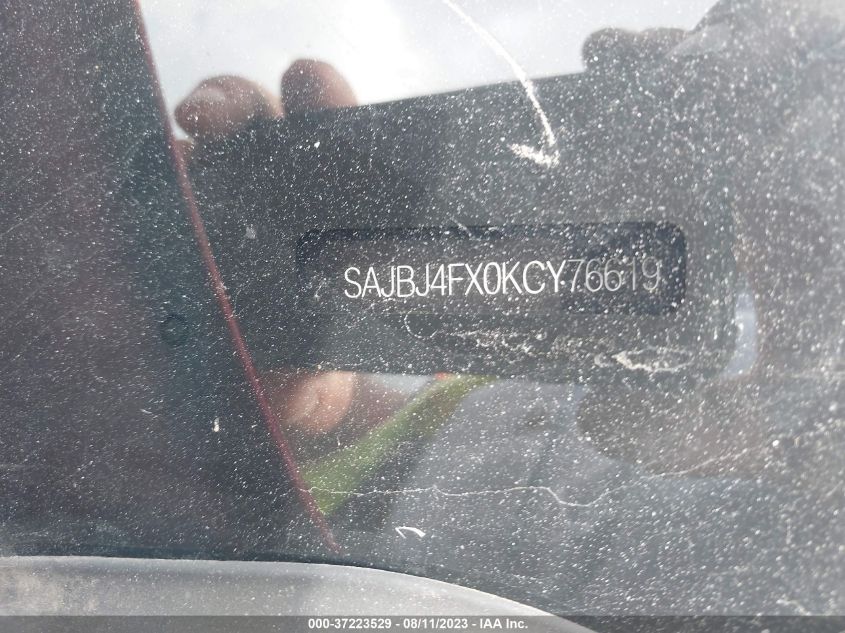 SAJBJ4FX0KCY76619
000-37223529 - 08/11/2023 - IAA Inc.